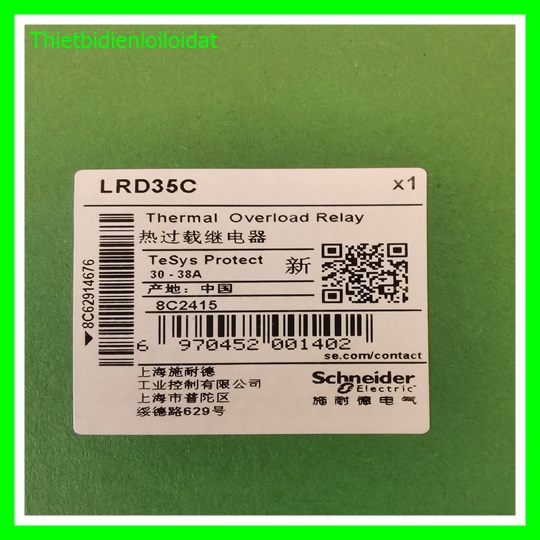 Thietbidienloiloidat
LRD35C x1
Thermal Overload Relay
热过载继电器
TeSys Protect
30 - 38A
新
产地：中国
8C2415
8C62914676
6 970452 001402
se.com/contact
上海施耐德
工业控制有限公司
上海市普陀区
绥德路629号
Schneider
Electric
施耐德电气